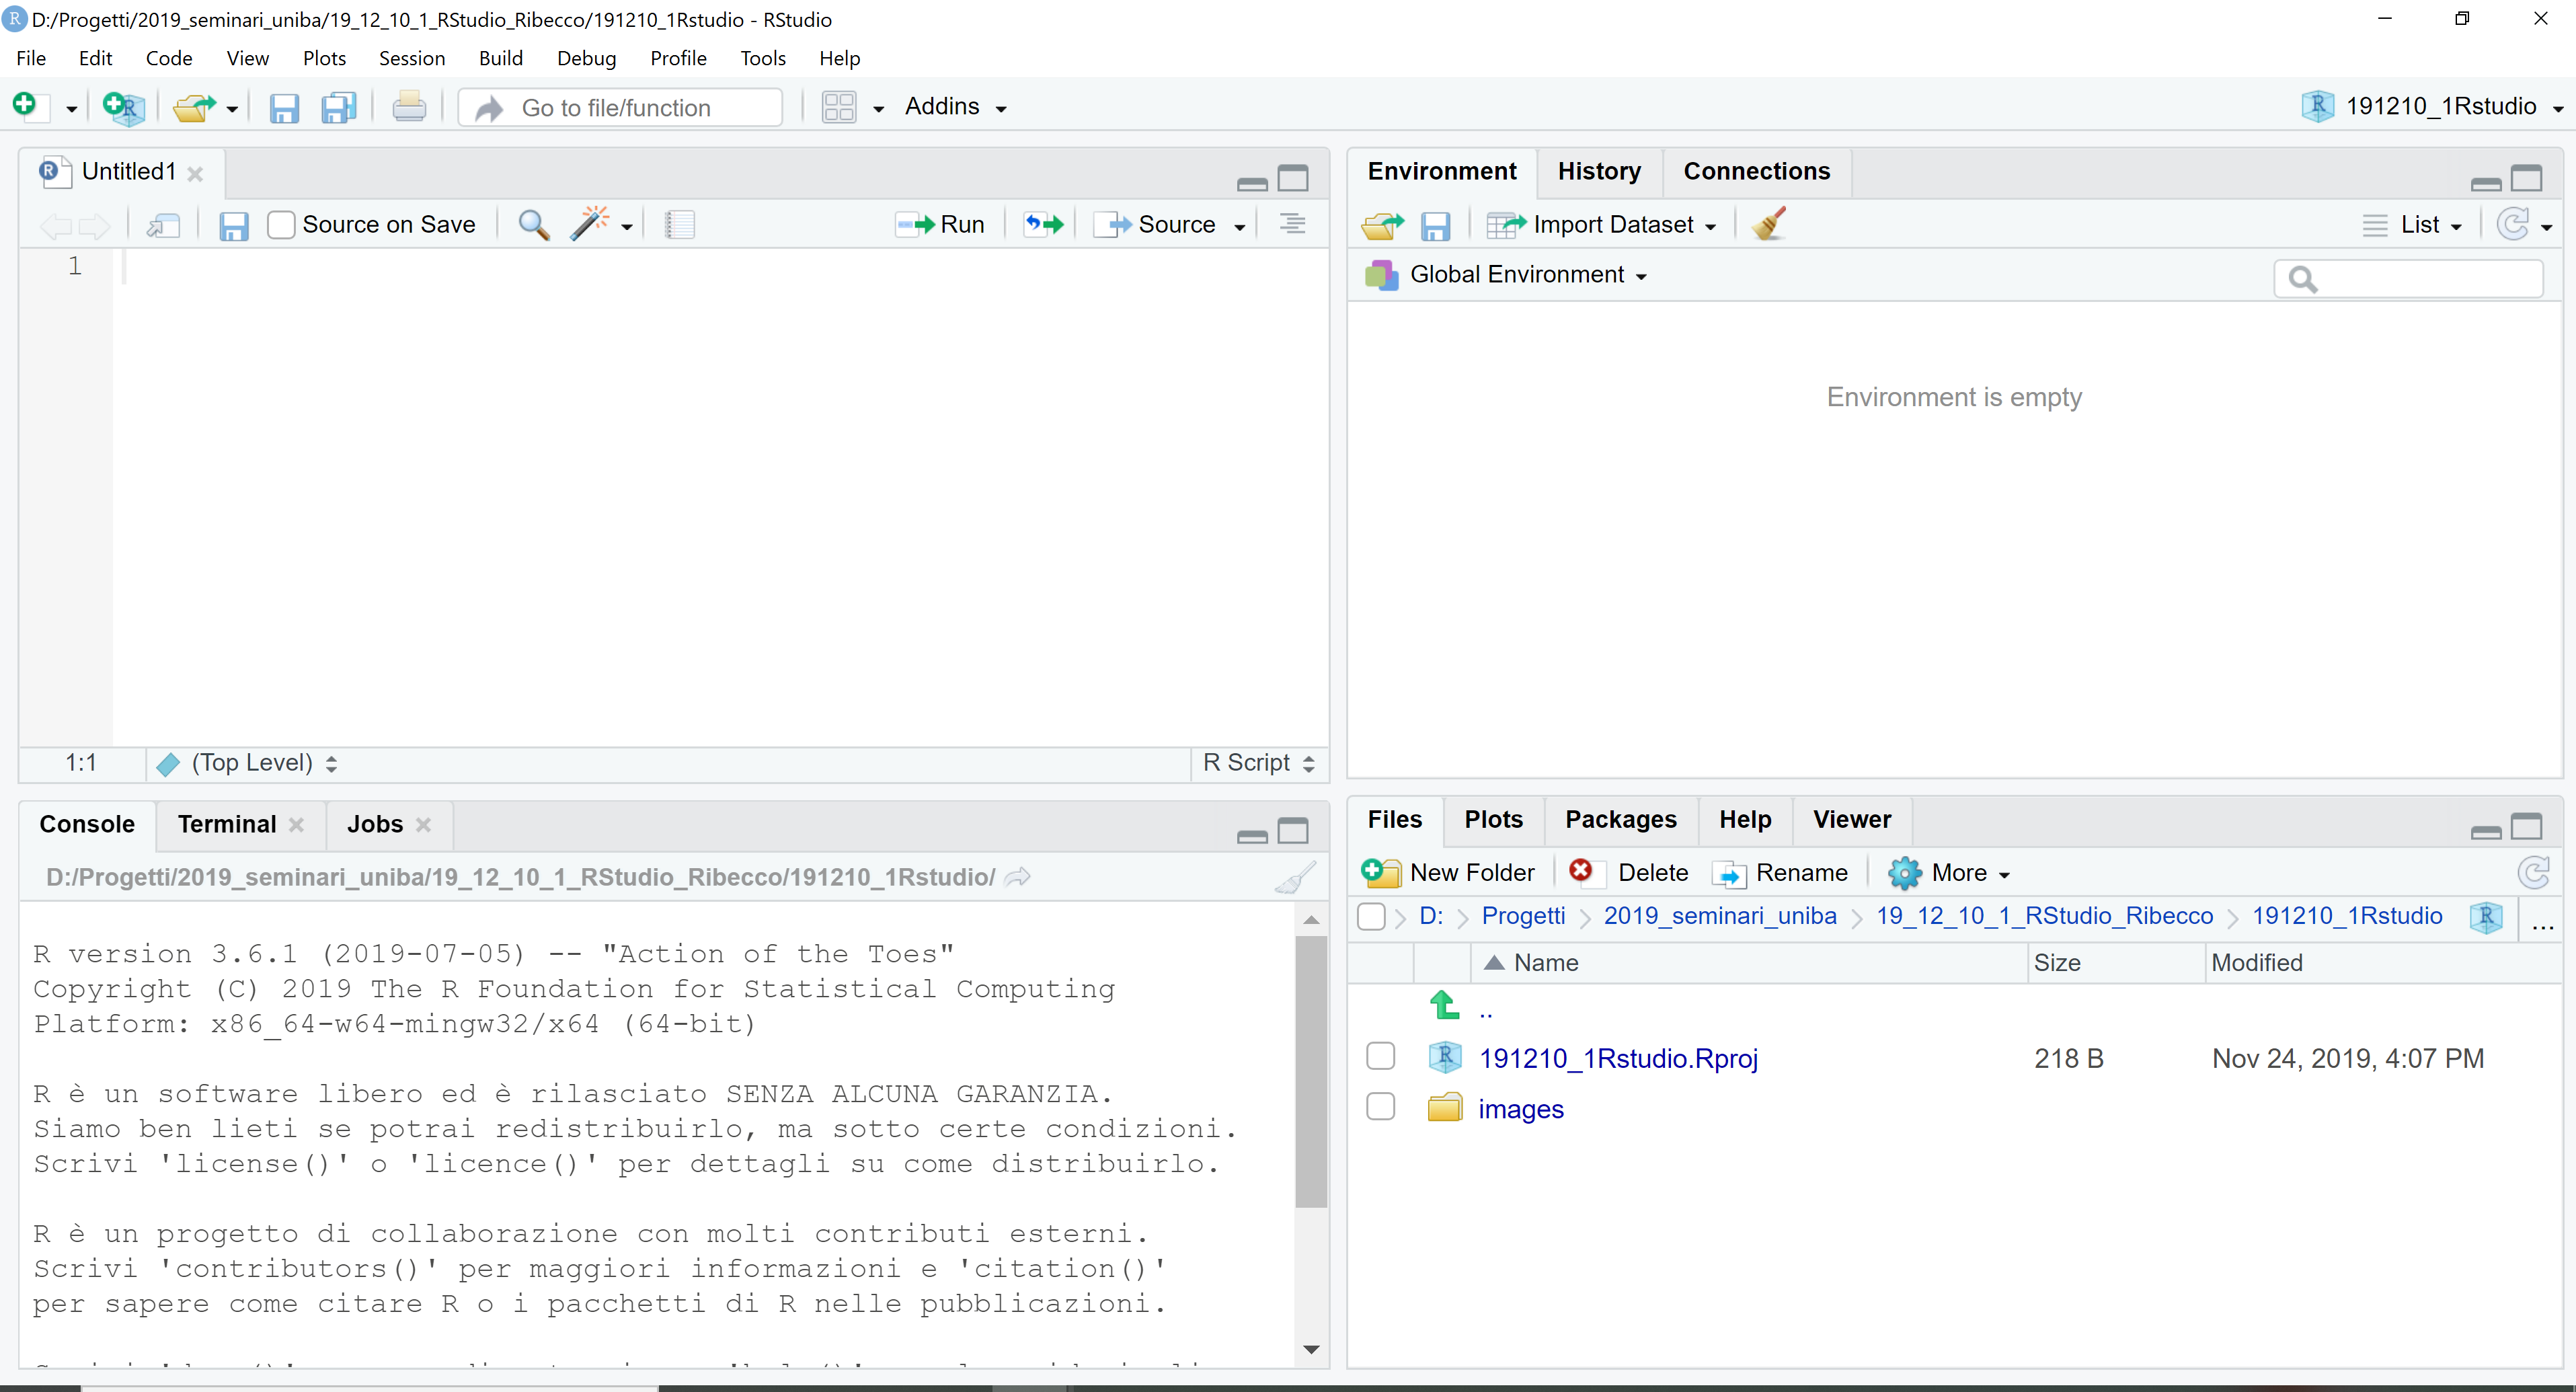 D:/Progetti/2019_seminari_uniba/19_12_10_1_RStudio_Ribecco/191210_1Rstudio - RStudio
File Edit Code View Plots Session Build Debug Profile Tools Help
Go to file/function Addins 191210_1Rstudio
Untitled1
Source on Save Run Source
1
1:1 (Top Level) R Script
Environment History Connections
Import Dataset List
Global Environment
Environment is empty
Console Terminal Jobs
D:/Progetti/2019_seminari_uniba/19_12_10_1_RStudio_Ribecco/191210_1Rstudio/
R version 3.6.1 (2019-07-05) -- "Action of the Toes"
Copyright (C) 2019 The R Foundation for Statistical Computing
Platform: x86_64-w64-mingw32/x64 (64-bit)
R è un software libero ed è rilasciato SENZA ALCUNA GARANZIA.
Siamo ben lieti se potrai redistribuirlo, ma sotto certe condizioni.
Scrivi 'license()' o 'licence()' per dettagli su come distribuirlo.
R è un progetto di collaborazione con molti contributi esterni.
Scrivi 'contributors()' per maggiori informazioni e 'citation()'
per sapere come citare R o i pacchetti di R nelle pubblicazioni.
Files Plots Packages Help Viewer
New Folder Delete Rename More
D: Progetti 2019_seminari_uniba 19_12_10_1_RStudio_Ribecco 191210_1Rstudio ...
Name Size Modified
..
191210_1Rstudio.Rproj 218 B Nov 24, 2019, 4:07 PM
images